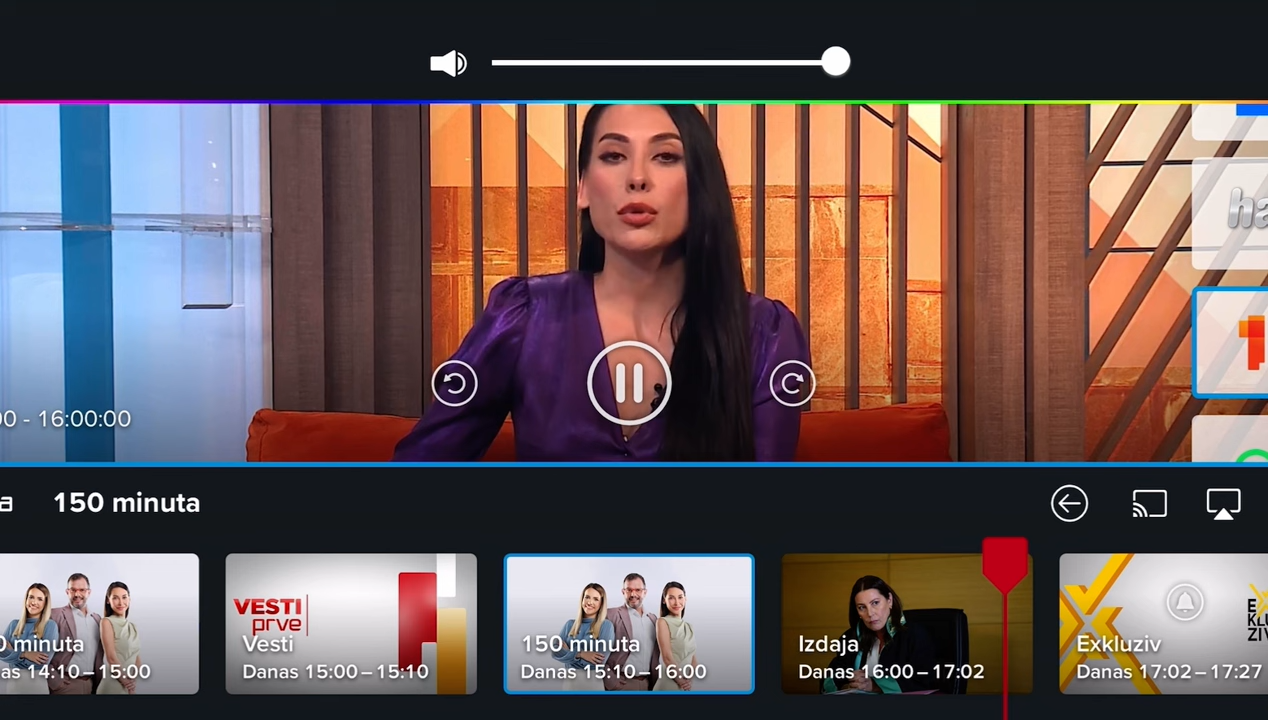 00 - 16:00:00
a
150 minuta
0 minuta
as 14:10 – 15:00
VESTI
prve
Vesti
Danas 15:00 – 15:10
150 minuta
Danas 15:10 – 16:00
Izdaja
Danas 16:00 – 17:02
Exkluziv
Danas 17:02 – 17:27
ha